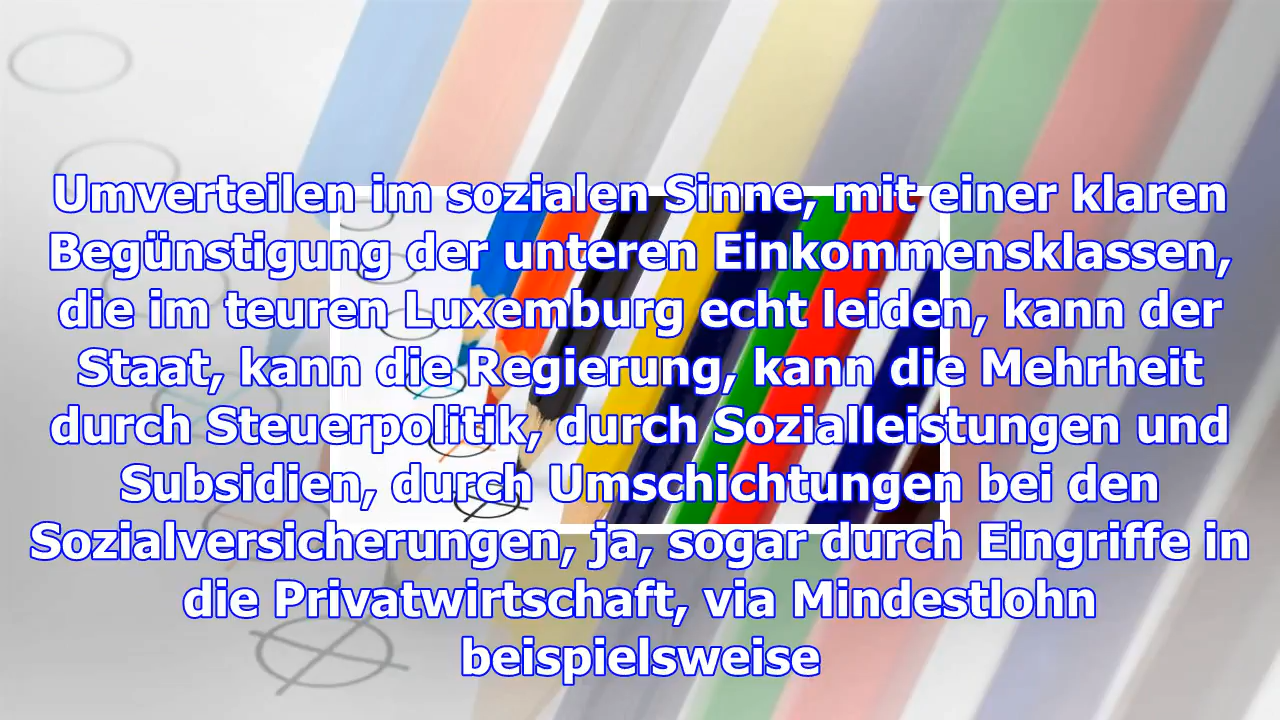 Umverteilen im sozialen Sinne, mit einer klaren
Begünstigung der unteren Einkommensklassen,
die im teuren Luxemburg echt leiden, kann der
Staat, kann die Regierung, kann die Mehrheit
durch Steuerpolitik, durch Sozialleistungen und
Subsidien, durch Umschichtungen bei den
Sozialversicherungen, ja, sogar durch Eingriffe in
die Privatwirtschaft, via Mindestlohn
beispielsweise